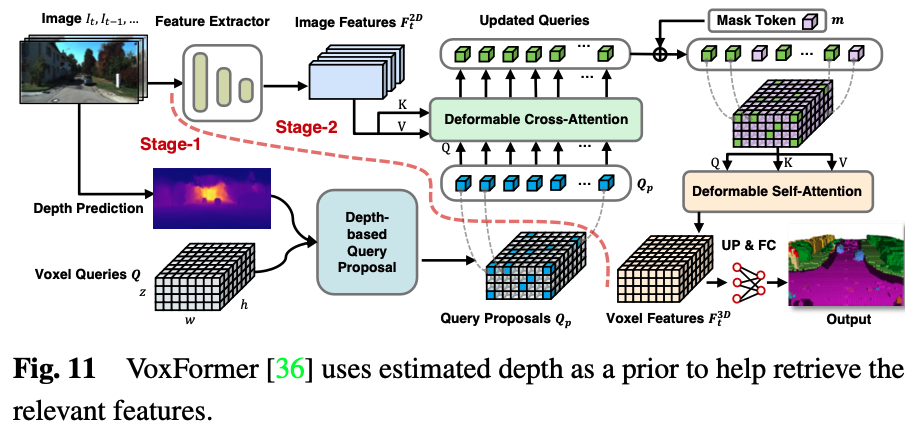 Image I_t, I_{t-1}, ...
Feature Extractor
Image Features F_t^{2D}
Updated Queries
Mask Token m
...
...
K
V
Stage-1
Stage-2
Deformable Cross-Attention
...
Q
...
Q K V
Deformable Self-Attention
... Q_p
Depth Prediction
Depth-
based
Query
Proposal
Voxel Queries Q
z
w
h
UP & FC
Query Proposals Q_p
Voxel Features F_t^{3D}
Output
Fig. 11 VoxFormer [36] uses estimated depth as a prior to help retrieve the
relevant features.